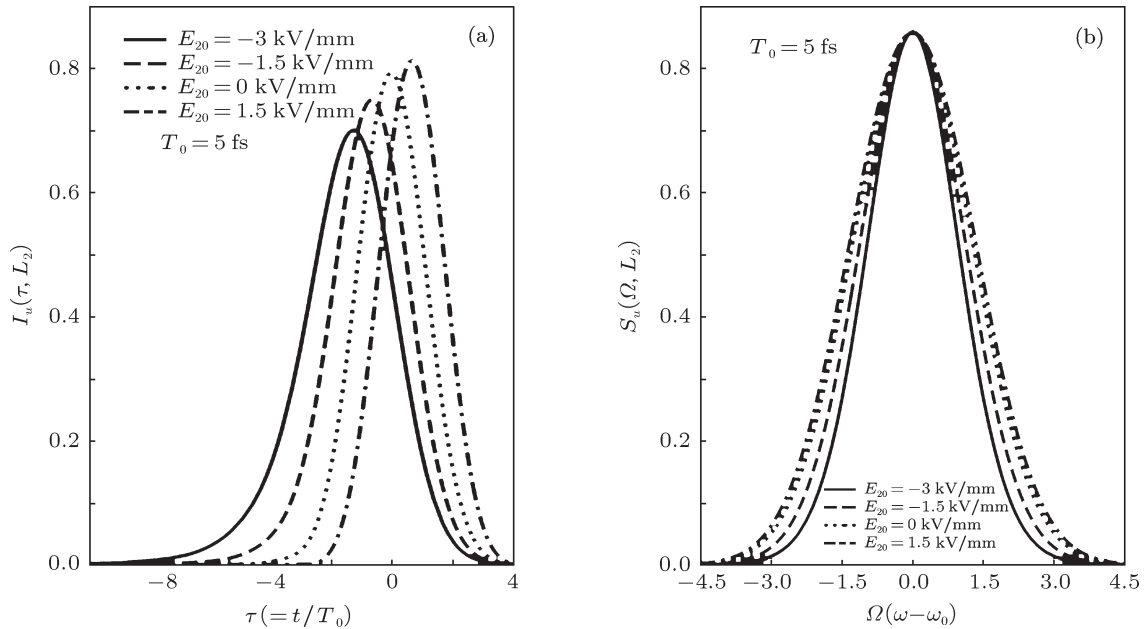 (a)
E₂₀ = −3 kV/mm
E₂₀ = −1.5 kV/mm
E₂₀ = 0 kV/mm
E₂₀ = 1.5 kV/mm
T₀ = 5 fs
0.8
0.6
0.4
0.2
0.0
I_u(τ, L₂)
−8
−4
0
4
τ(= t/T₀)
(b)
T₀ = 5 fs
0.8
0.6
0.4
0.2
0.0
S_u(Ω, L₂)
E₂₀ = −3 kV/mm
E₂₀ = −1.5 kV/mm
E₂₀ = 0 kV/mm
E₂₀ = 1.5 kV/mm
−4.5
−3.0
−1.5
0.0
1.5
3.0
4.5
Ω(ω−ω₀)